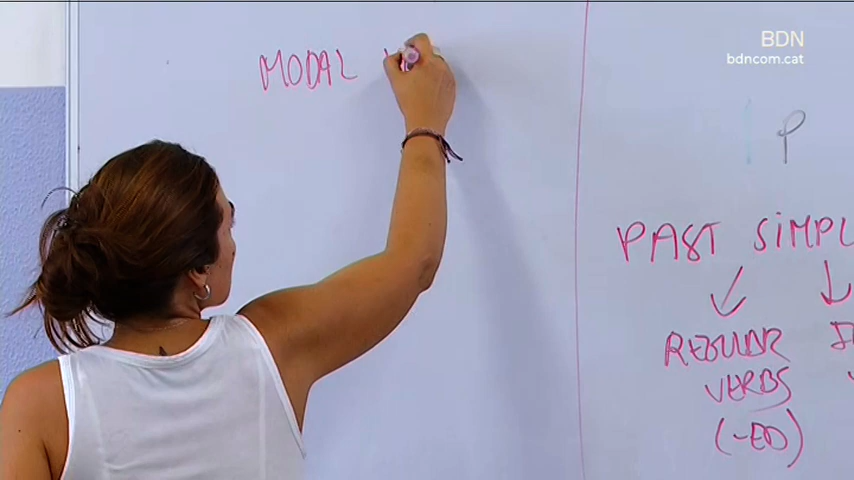 BDN
bdncom.cat
MODAL
P
PAST SIMPL
REGULAR
VERBS
(-ED)